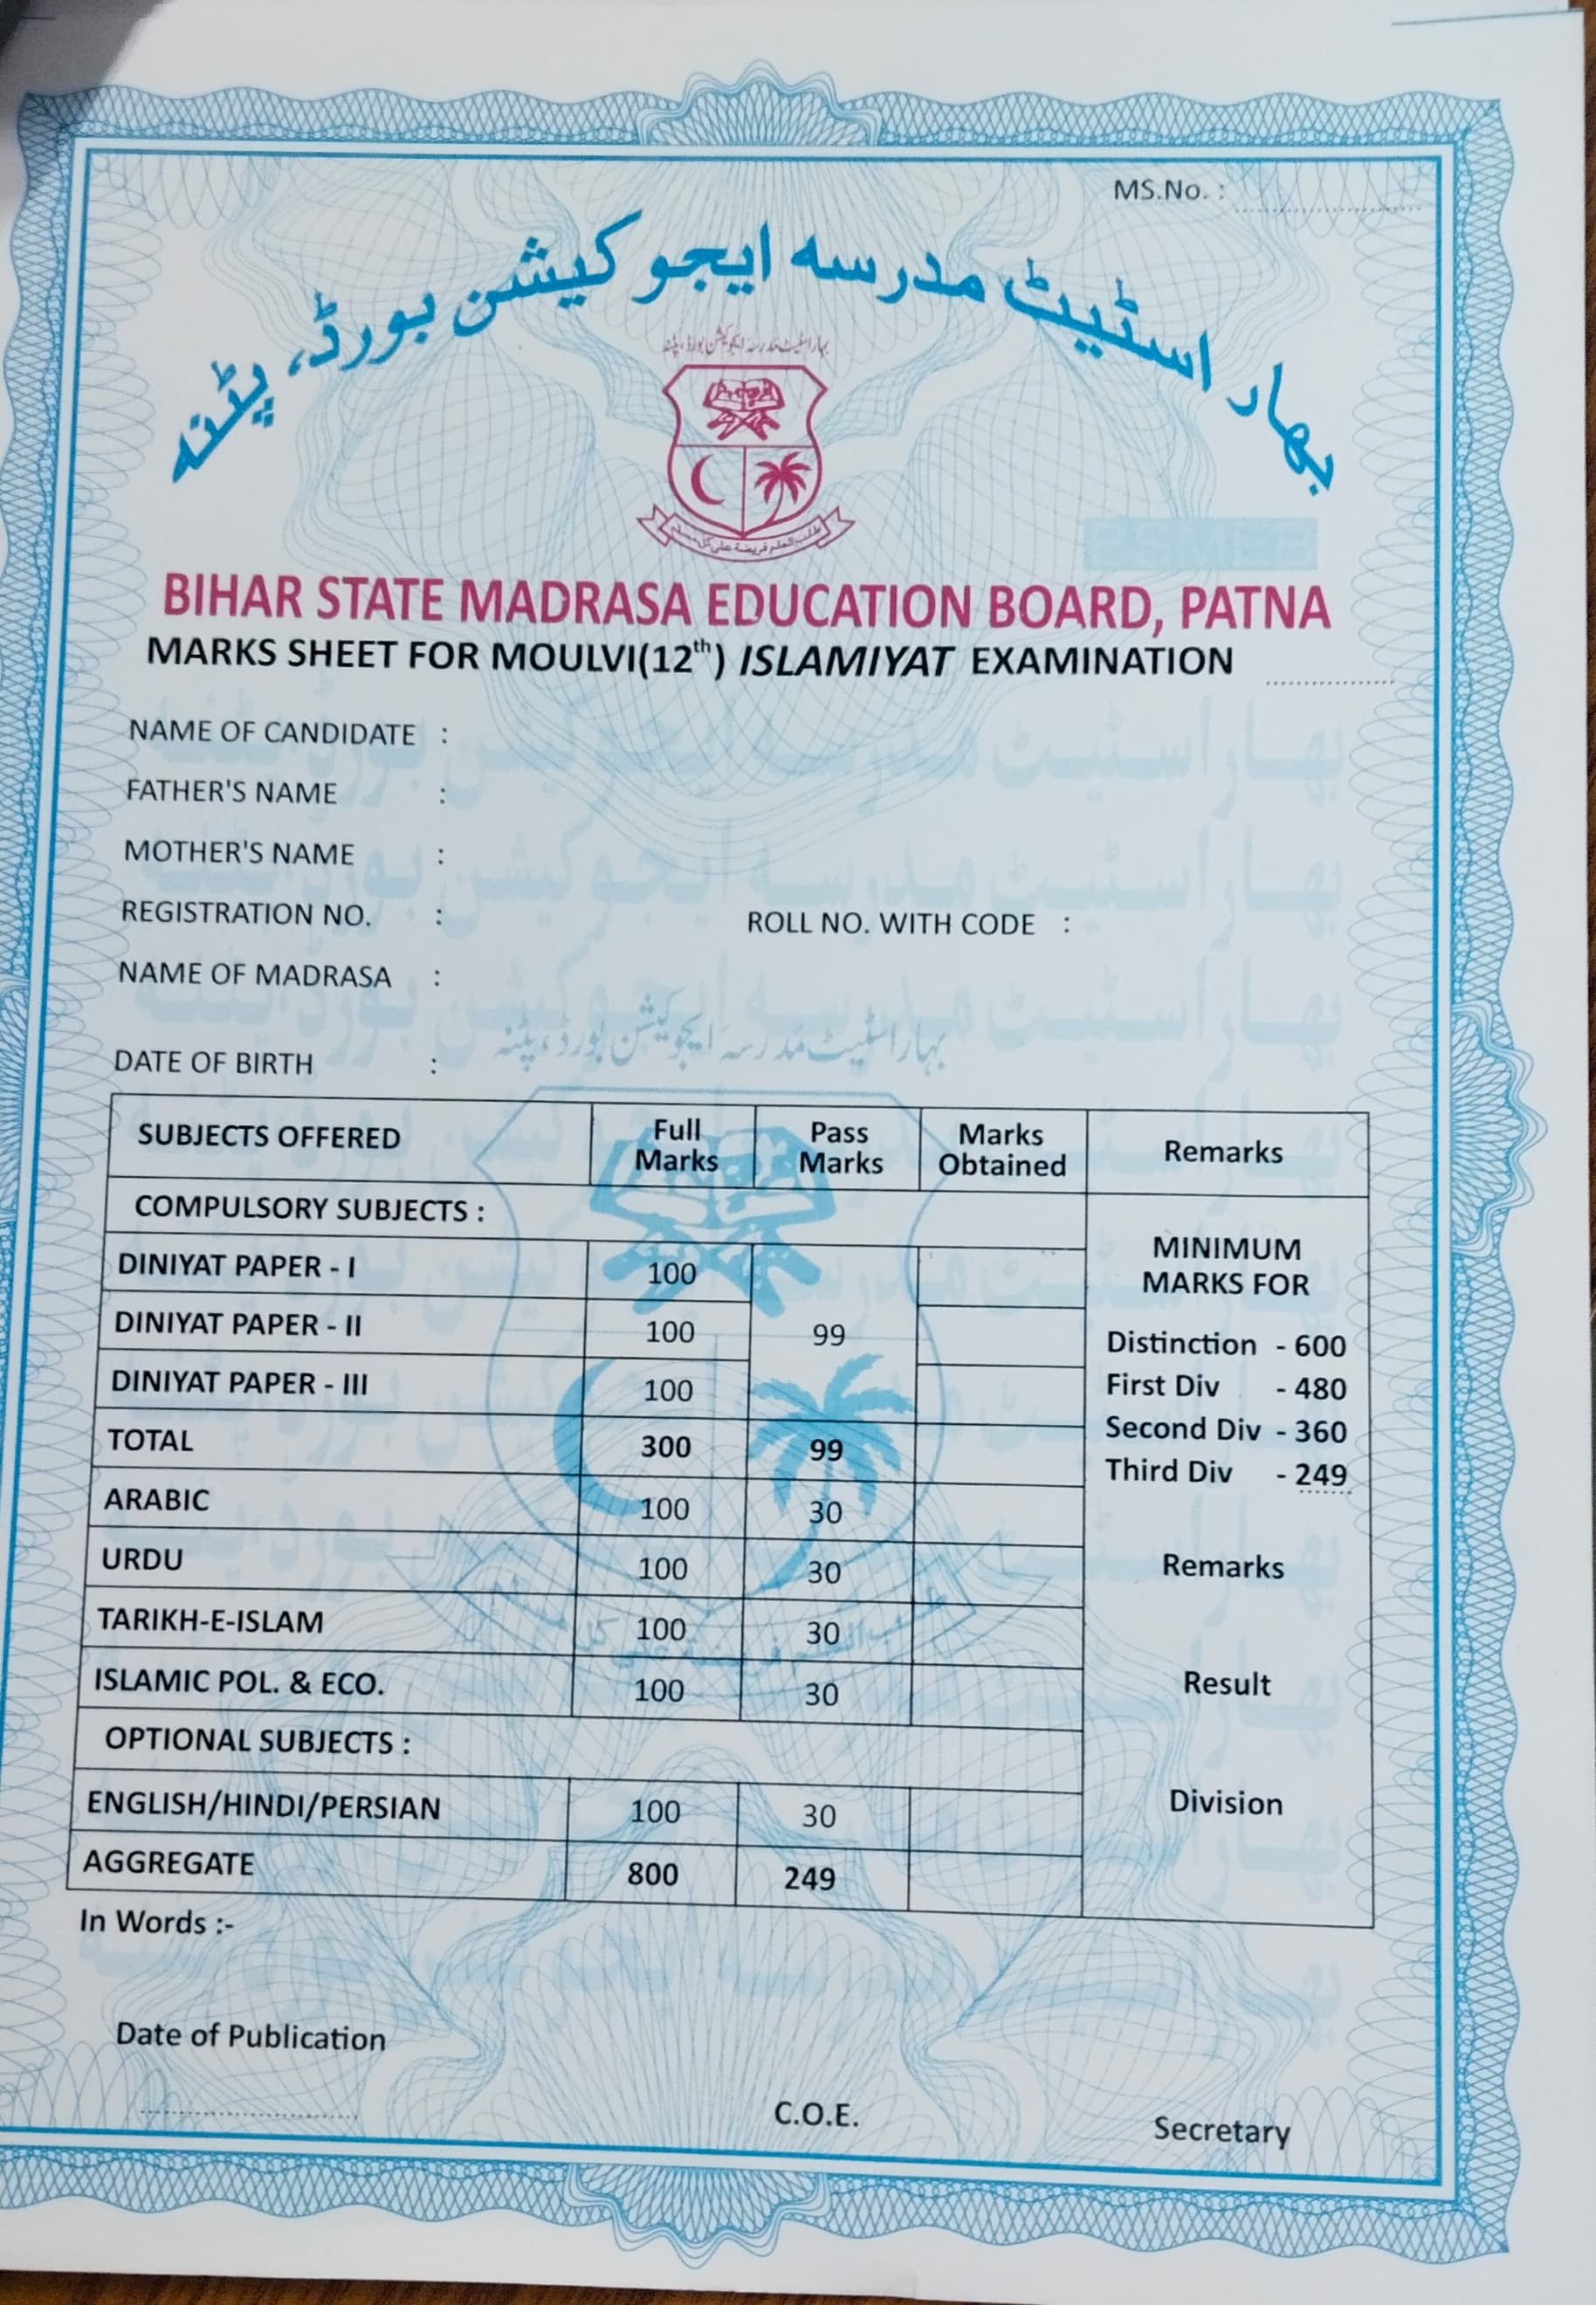 MS.No. :
بہار اسٹیٹ مدرسہ ایجوکیشن بورڈ، پٹنہ
بہار اسٹیٹ مدرسہ ایجوکیشن بورڈ، پٹنہ
طلب العلم فريضة على كل مسلم
BIHAR STATE MADRASA EDUCATION BOARD, PATNA
MARKS SHEET FOR MOULVI(12th) ISLAMIYAT EXAMINATION
NAME OF CANDIDATE :
FATHER'S NAME :
MOTHER'S NAME :
REGISTRATION NO. : ROLL NO. WITH CODE :
NAME OF MADRASA :
بہار اسٹیٹ مدرسہ ایجوکیشن بورڈ، پٹنہ
DATE OF BIRTH :
SUBJECTS OFFERED Full Marks Pass Marks Marks Obtained Remarks
COMPULSORY SUBJECTS :
MINIMUM
MARKS FOR
DINIYAT PAPER - I 100
DINIYAT PAPER - II 100 99
Distinction - 600
DINIYAT PAPER - III 100
First Div - 480
TOTAL 300 99
Second Div - 360
Third Div - 249
ARABIC 100 30
URDU 100 30
Remarks
TARIKH-E-ISLAM 100 30
ISLAMIC POL. & ECO. 100 30
Result
OPTIONAL SUBJECTS :
ENGLISH/HINDI/PERSIAN 100 30
Division
AGGREGATE 800 249
In Words :-
Date of Publication
C.O.E.
Secretary